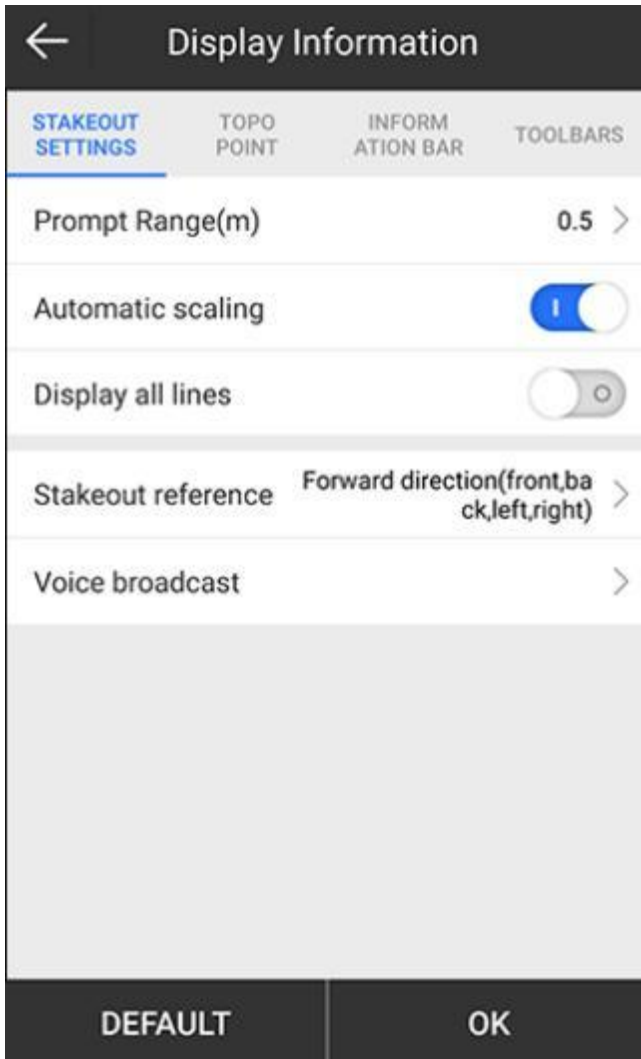 Display Information
STAKEOUT
SETTINGS
TOPO
POINT
INFORM
ATION BAR
TOOLBARS
Prompt Range(m)
0.5
Automatic scaling
Display all lines
Stakeout reference
Forward direction(front,ba
ck,left,right)
Voice broadcast
DEFAULT
OK